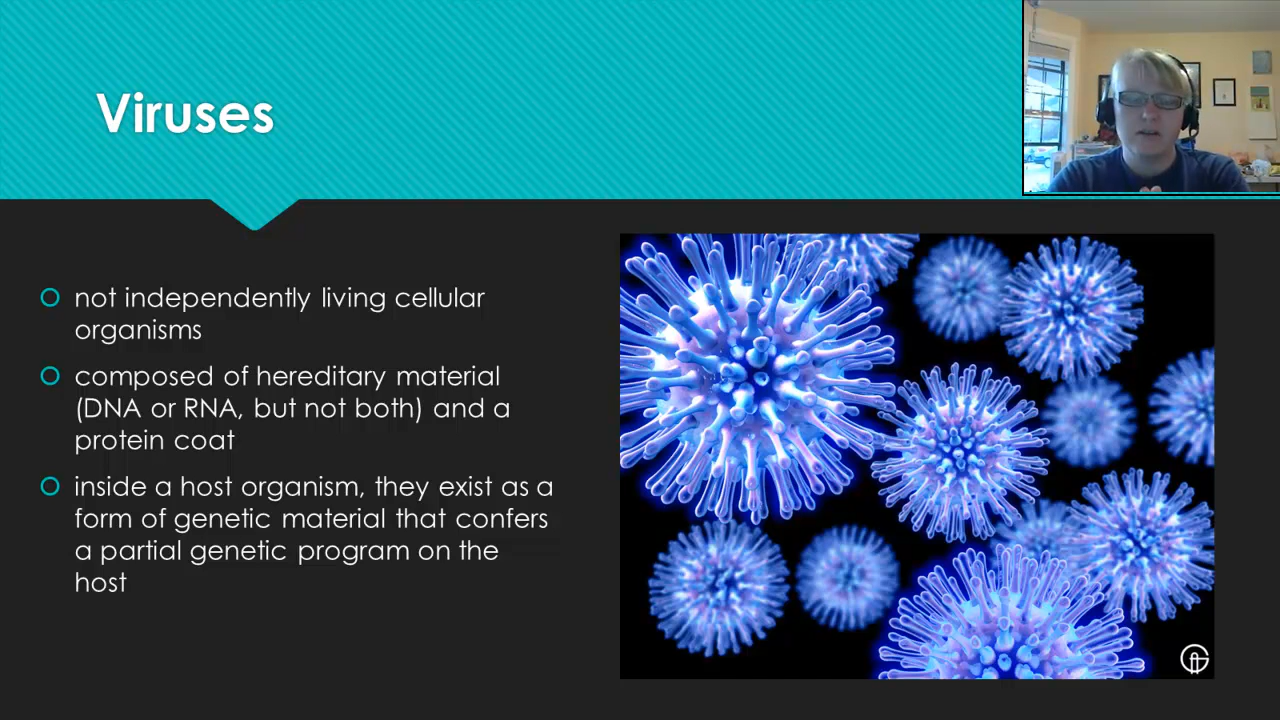 Viruses
not independently living cellular
organisms
composed of hereditary material
(DNA or RNA, but not both) and a
protein coat
inside a host organism, they exist as a
form of genetic material that confers
a partial genetic program on the
host